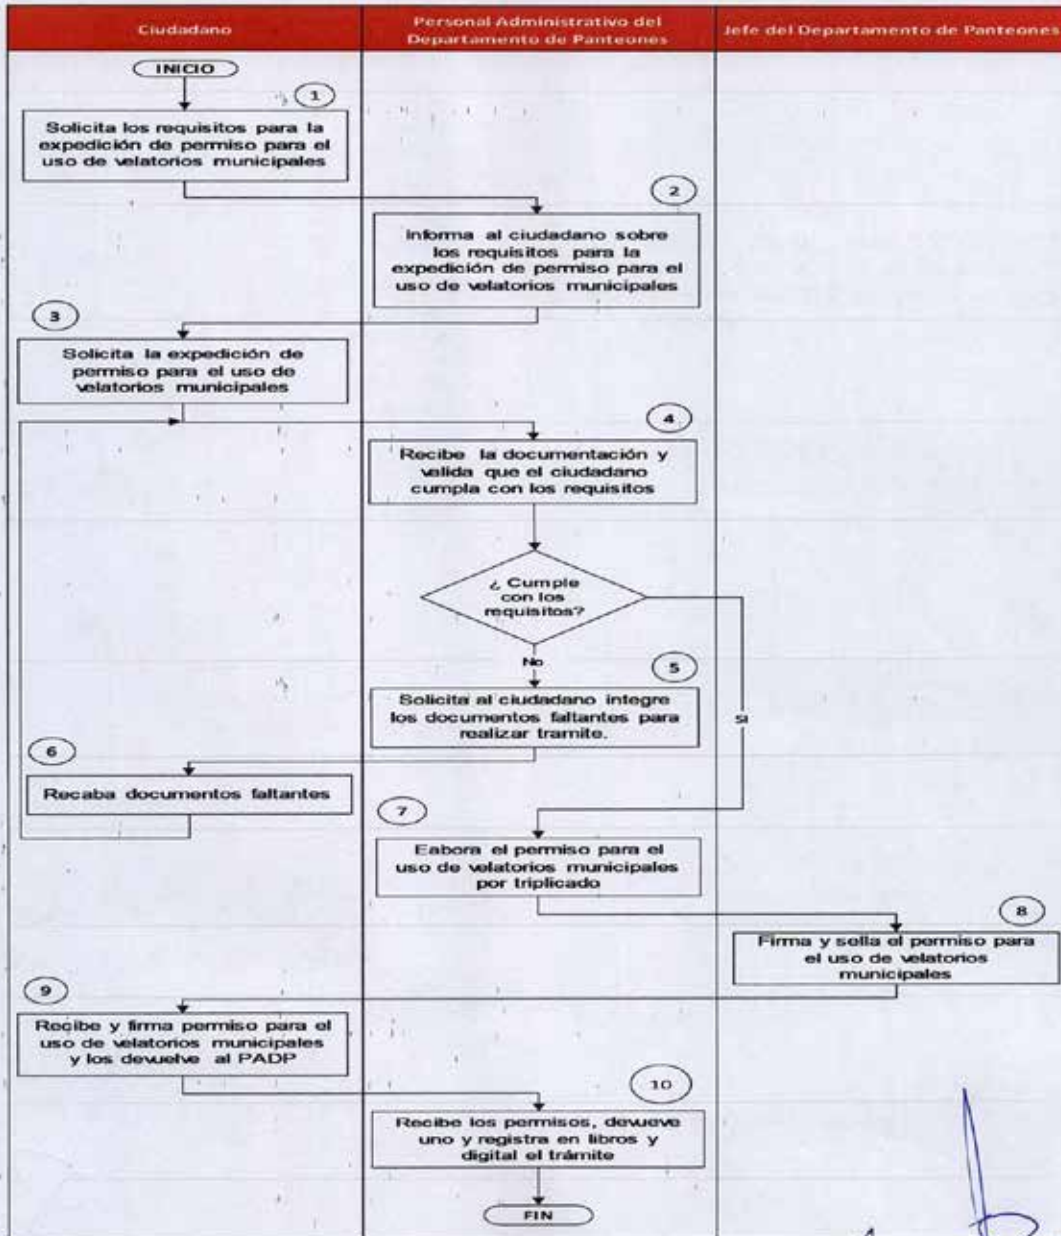 Ciudadano
Personal Administrativo del
Departamento de Panteones
Jefe del Departamento de Panteones
INICIO
1
Solicita los requisitos para la
expedición de permiso para el
uso de velatorios municipales
2
Informa al ciudadano sobre
los requisitos para la
expedición de permiso para el
uso de velatorios municipales
3
Solicita la expedición de
permiso para el uso de
velatorios municipales
4
Recibe la documentación y
valida que el ciudadano
cumpla con los requisitos
¿ Cumple
con los
requisitos?
No
SI
5
Solicita al ciudadano integre
los documentos faltantes para
realizar tramite.
6
Recaba documentos faltantes
7
Eabora el permiso para el
uso de velatorios municipales
por triplicado
8
Firma y sella el permiso para
el uso de velatorios
municipales
9
Recibe y firma permiso para el
uso de velatorios municipales
y los devuelve al PADP
10
Recibe los permisos, devueve
uno y registra en libros y
digital el trámite
FIN